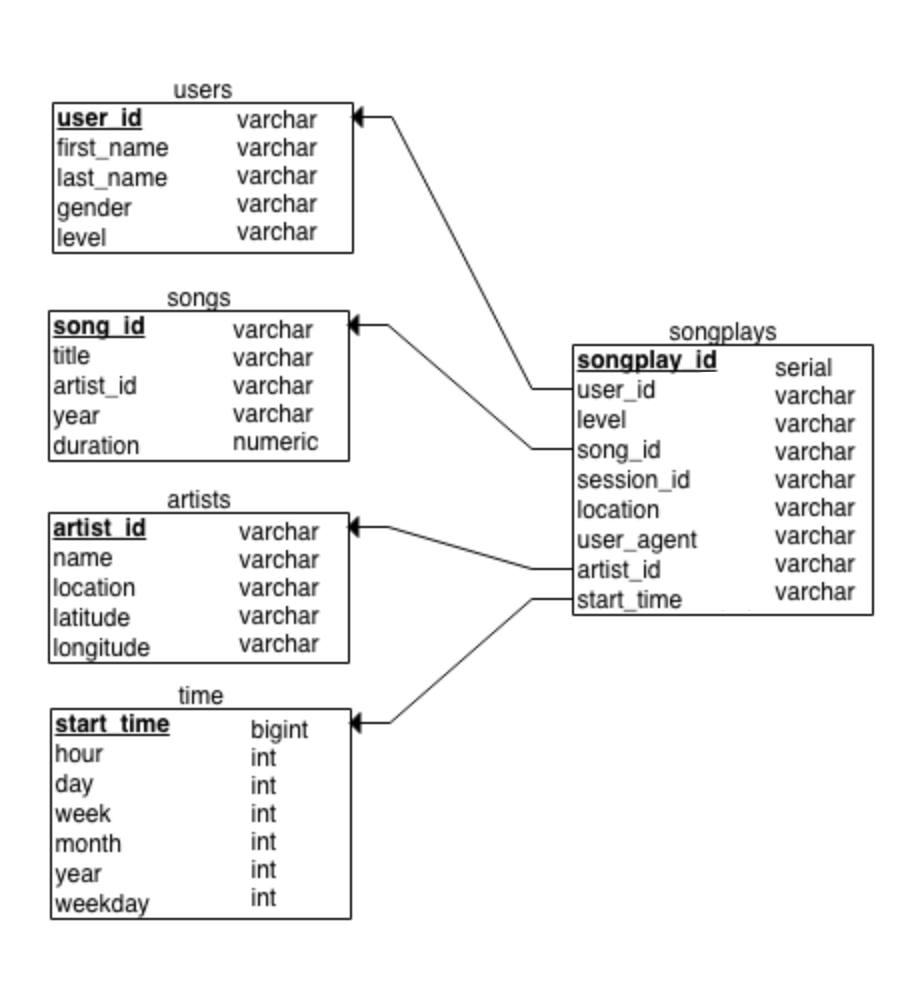 users
user_id varchar
first_name varchar
last_name varchar
gender varchar
level varchar
songs
song_id varchar
title varchar
artist_id varchar
year varchar
duration numeric
artists
artist_id varchar
name varchar
location varchar
latitude varchar
longitude varchar
time
start_time bigint
hour int
day int
week int
month int
year int
weekday int
songplays
songplay_id serial
user_id varchar
level varchar
song_id varchar
session_id varchar
location varchar
user_agent varchar
artist_id varchar
start_time varchar